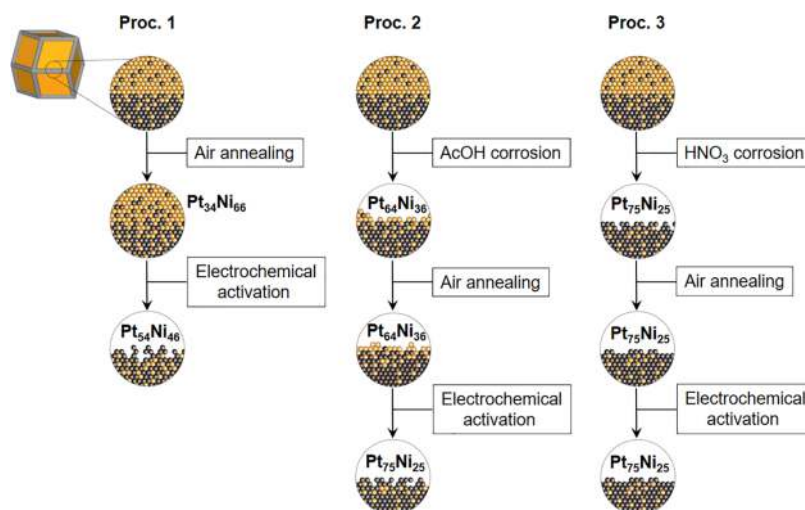 Proc. 1
Air annealing
Pt34Ni66
Electrochemical
activation
Pt54Ni46
Proc. 2
AcOH corrosion
Pt64Ni36
Air annealing
Pt64Ni36
Electrochemical
activation
Pt75Ni25
Proc. 3
HNO3 corrosion
Pt75Ni25
Air annealing
Pt75Ni25
Electrochemical
activation
Pt75Ni25